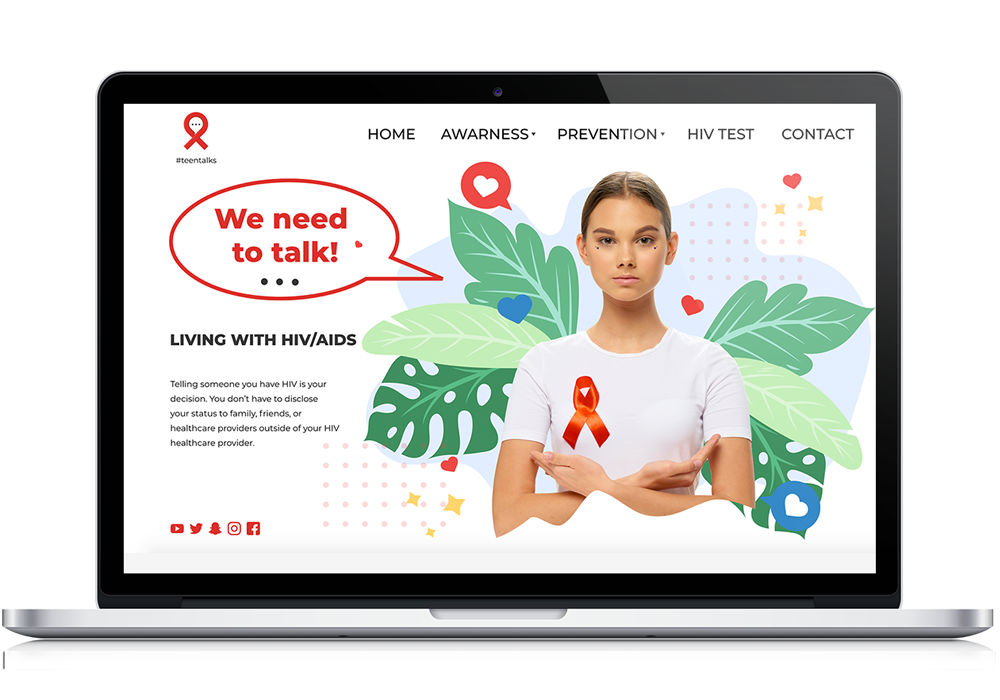 #teentalks
HOME AWARNESS PREVENTION HIV TEST CONTACT
We need
to talk!
LIVING WITH HIV/AIDS
Telling someone you have HIV is your
decision. You don't have to disclose
your status to family, friends, or
healthcare providers outside of your HIV
healthcare provider.